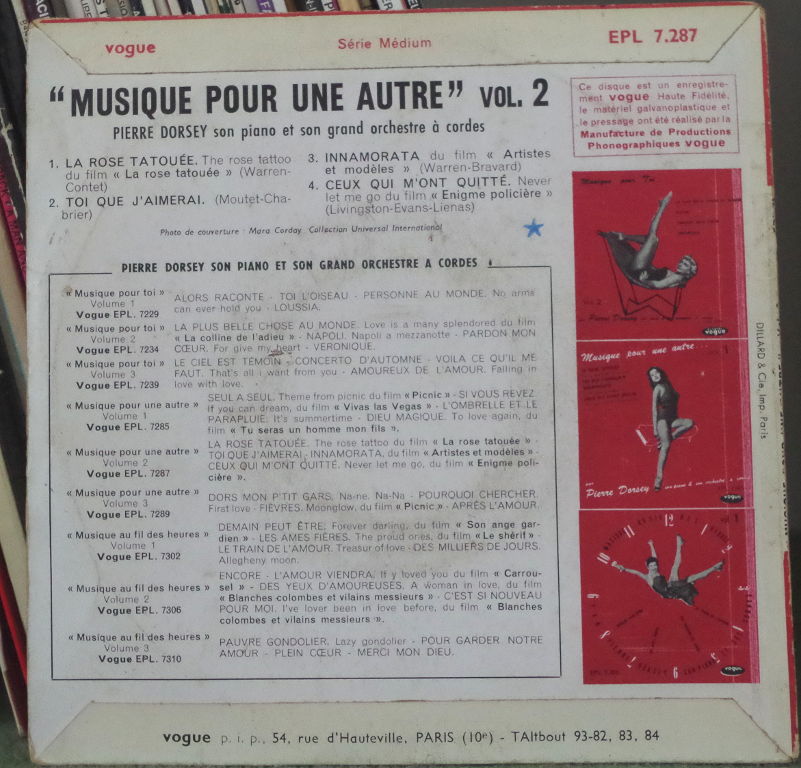 vogue
Série Médium
EPL 7.287
"MUSIQUE POUR UNE AUTRE" VOL. 2
PIERRE DORSEY son piano et son grand orchestre à cordes
1. LA ROSE TATOUÉE. The rose tattoo
du film « La rose tatouée » (Warren-
Contet)
2. TOI QUE J'AIMERAI. (Moutet-Cha-
brier)
3. INNAMORATA du film « Artistes
et modèles » (Warren-Bravard)
4. CEUX QUI M'ONT QUITTÉ. Never
let me go du film « Enigme policière »
(Livingston-Evans-Lienas)
Photo de couverture : Mara Corday Collection Universal International
Ce disque est un enregistre-
ment vogue Haute Fidélité,
le matériel galvanoplastique et
le pressage ont été réalisé par la
Manufacture de Productions
Phonographiques vogue
PIERRE DORSEY SON PIANO ET SON GRAND ORCHESTRE A CORDES
« Musique pour toi »
Volume 1
Vogue EPL. 7229
ALORS RACONTE - TOI L'OISEAU - PERSONNE AU MONDE. No arms
can ever hold you - LOUSSIA.
« Musique pour toi »
Volume 2
Vogue EPL. 7234
LA PLUS BELLE CHOSE AU MONDE. Love is a many splendored du film
« La colline de l'adieu » - NAPOLI. Napoli a mezzanotte - PARDON MON
CŒUR. For give my heart - VERONIQUE.
« Musique pour toi »
Volume 3
Vogue EPL. 7239
LE CIEL EST TÉMOIN - CONCERTO D'AUTOMNE - VOILA CE QU'IL ME
FAUT. That's all i want from you - AMOUREUX DE L'AMOUR. Falling in
love with love.
« Musique pour une autre »
Volume 1
Vogue EPL. 7285
SEUL A SEUL. Theme from picnic du film « Picnic » - SI VOUS REVEZ.
If you can dream, du film « Vivas las Vegas » - L'OMBRELLE ET LE
PARAPLUIE. It's summertime - DIEU MAGIQUE. To love again, du
film « Tu seras un homme mon fils ».
« Musique pour une autre »
Volume 2
Vogue EPL. 7287
LA ROSE TATOUÉE. The rose tattoo du film « La rose tatouée » -
TOI QUE J'AIMERAI - INNAMORATA, du film « Artistes et modèles » -
CEUX QUI M'ONT QUITTÉ. Never let me go, du film « Enigme poli-
cière ».
« Musique pour une autre »
Volume 3
Vogue EPL. 7289
DORS MON P'TIT GARS. Na-ne. Na-Na - POURQUOI CHERCHER.
First love - FIÈVRES. Moonglow, du film « Picnic » - APRÈS L'AMOUR.
« Musique au fil des heures »
Volume 1
Vogue EPL. 7302
DEMAIN PEUT ÊTRE. Forever darling, du film « Son ange gar-
dien » - LES AMES FIÈRES. The proud ones, du film « Le shérif » -
LE TRAIN DE L'AMOUR. Treasur of love - DES MILLIERS DE JOURS.
Allegheny moon.
« Musique au fil des heures »
Volume 2
Vogue EPL. 7306
ENCORE - L'AMOUR VIENDRA. If y loved you du film « Carrou-
sel » - DES YEUX D'AMOUREUSES. A woman in love, du film
« Blanches colombes et vilains messieurs » - C'EST SI NOUVEAU
POUR MOI. I've lover been in love before, du film « Blanches
colombes et vilains messieurs ».
« Musique au fil des heures »
Volume 3
Vogue EPL. 7310
PAUVRE GONDOLIER. Lazy gondolier - POUR GARDER NOTRE
AMOUR - PLEIN CŒUR - MERCI MON DIEU.
Musique pour Toi
Vol. 2
Pierre Dorsey
vogue
Musique pour une autre...
Pierre Dorsey
vogue
12
1
3
6
9
11
vogue
DILLARD & Cie. Imp. Paris
vogue p. i. p., 54, rue d'Hauteville, PARIS (10e) - TAItbout 93-82, 83, 84